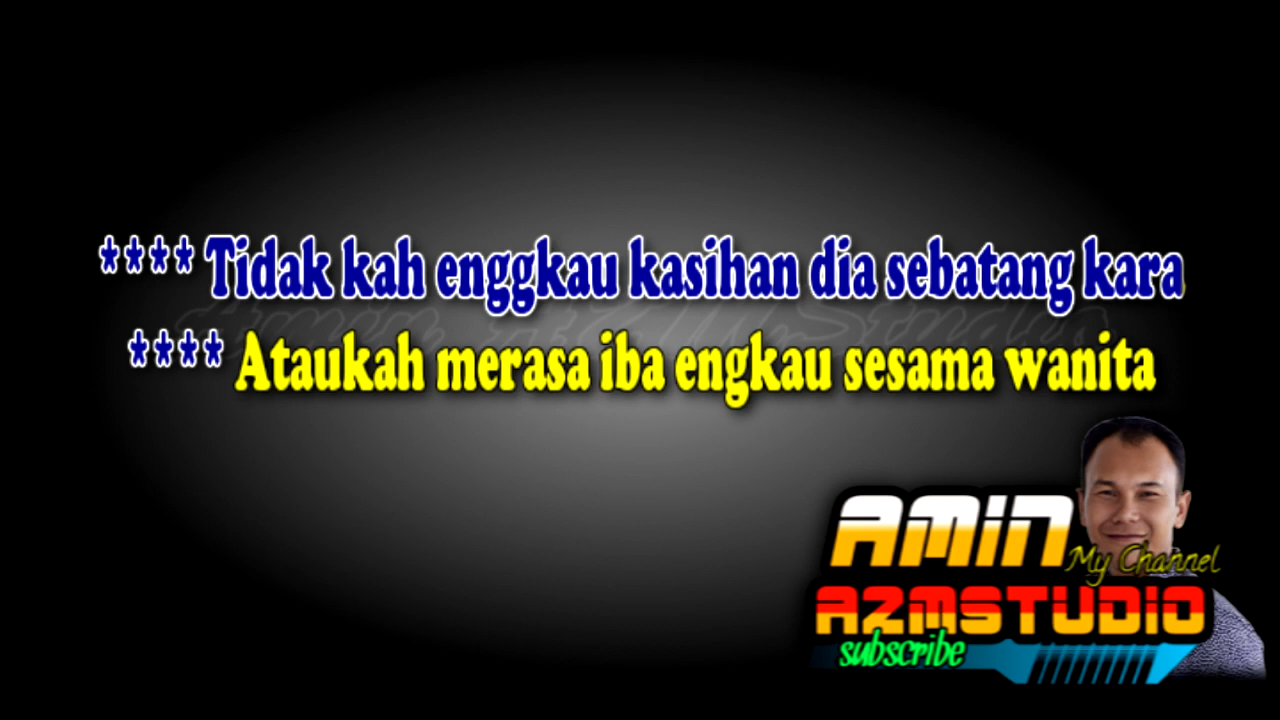 **** Tidak kah enggkau kasihan dia sebatang kara
**** Ataukah merasa iba engkau sesama wanita
AMIN
My Channel
AZMSTUDIO
subscribe